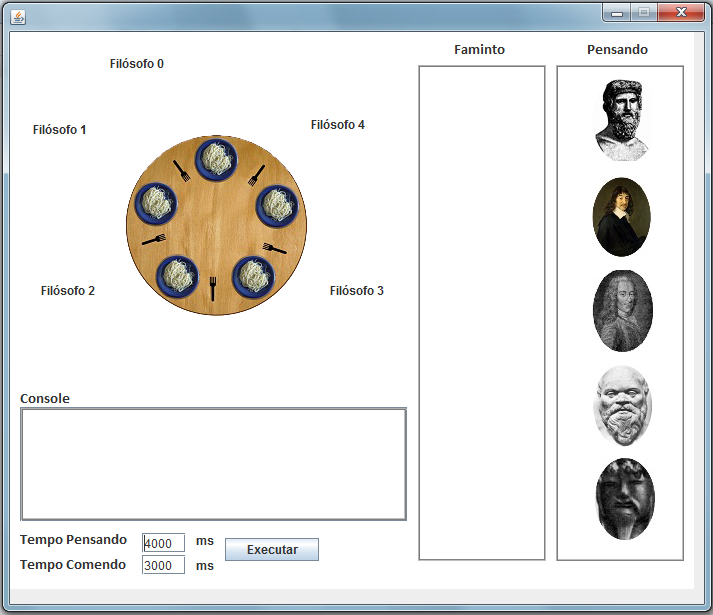 Filósofo 0
Filósofo 1
Filósofo 4
Filósofo 2
Filósofo 3
Console
Tempo Pensando 4000 ms
Tempo Comendo 3000 ms
Executar
Faminto
Pensando